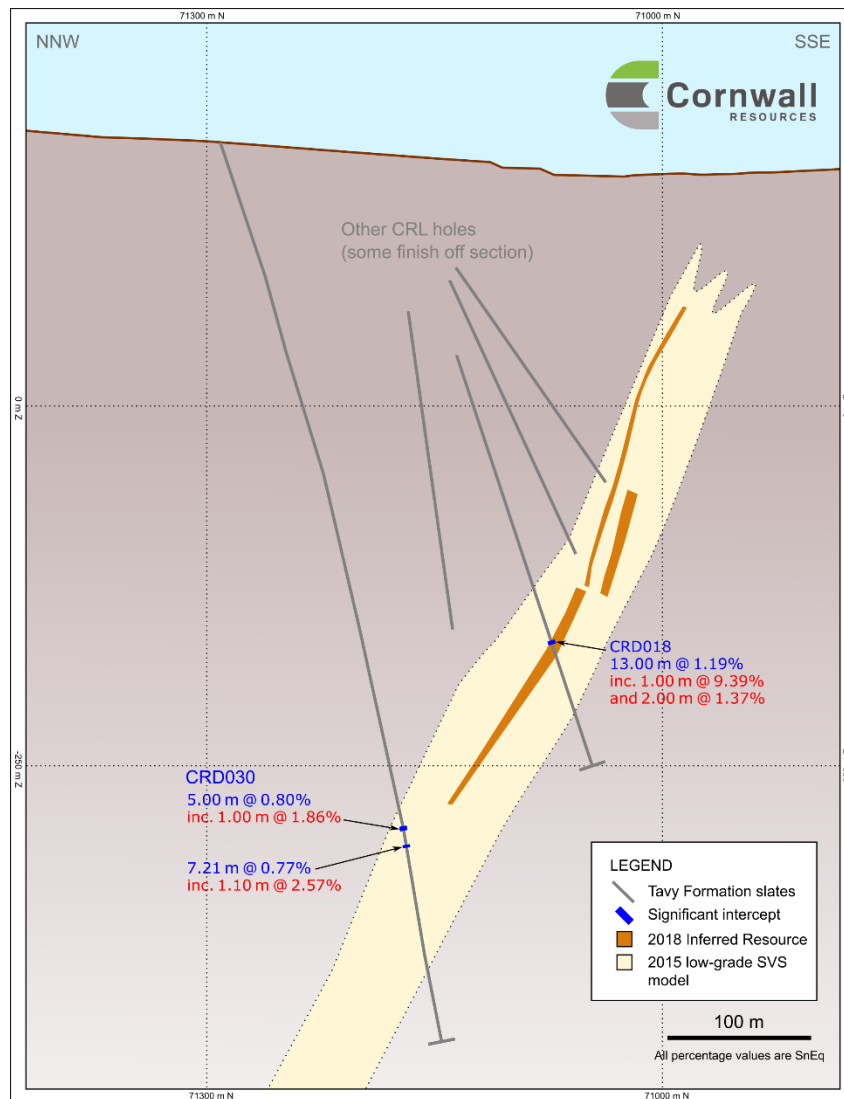 71300 m N
71000 m N
NNW
SSE
Cornwall
RESOURCES
Other CRL holes
(some finish off section)
0 m Z
CRD018
13.00 m @ 1.19%
inc. 1.00 m @ 9.39%
and 2.00 m @ 1.37%
-250 m Z
CRD030
5.00 m @ 0.80%
inc. 1.00 m @ 1.86%
7.21 m @ 0.77%
inc. 1.10 m @ 2.57%
LEGEND
Tavy Formation slates
Significant intercept
2018 Inferred Resource
2015 low-grade SVS
model
100 m
All percentage values are SnEq
71300 m N
71000 m N